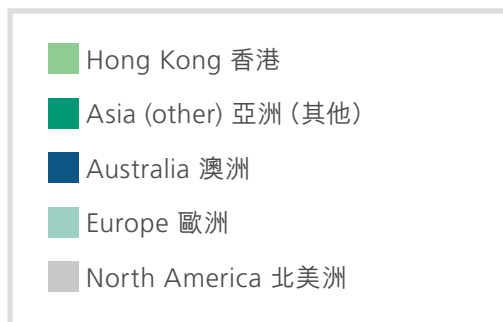 Hong Kong 香港
Asia (other) 亞洲（其他）
Australia 澳洲
Europe 歐洲
North America 北美洲